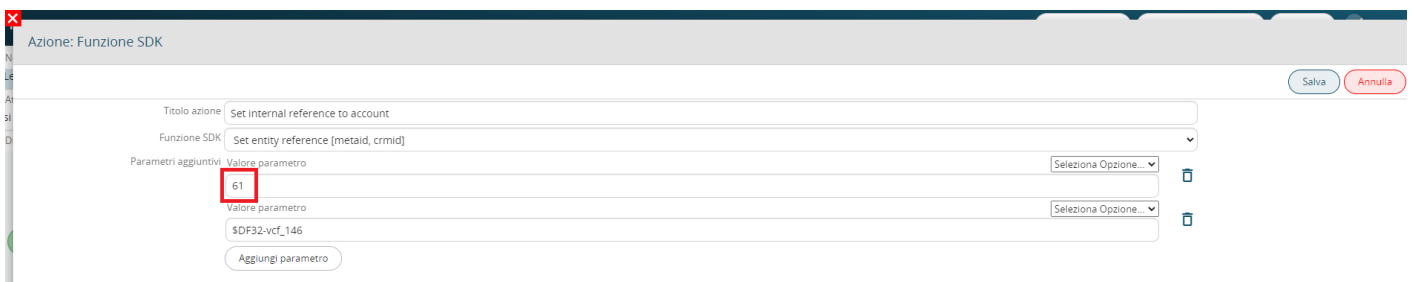 Azione: Funzione SDK
Salva
Annulla
Titolo azione
Set internal reference to account
Funzione SDK
Set entity reference [metaid, crmid]
Parametri aggiuntivi
Valore parametro
Seleziona Opzione...
61
Valore parametro
Seleziona Opzione...
$DF32-vcf_146
Aggiungi parametro